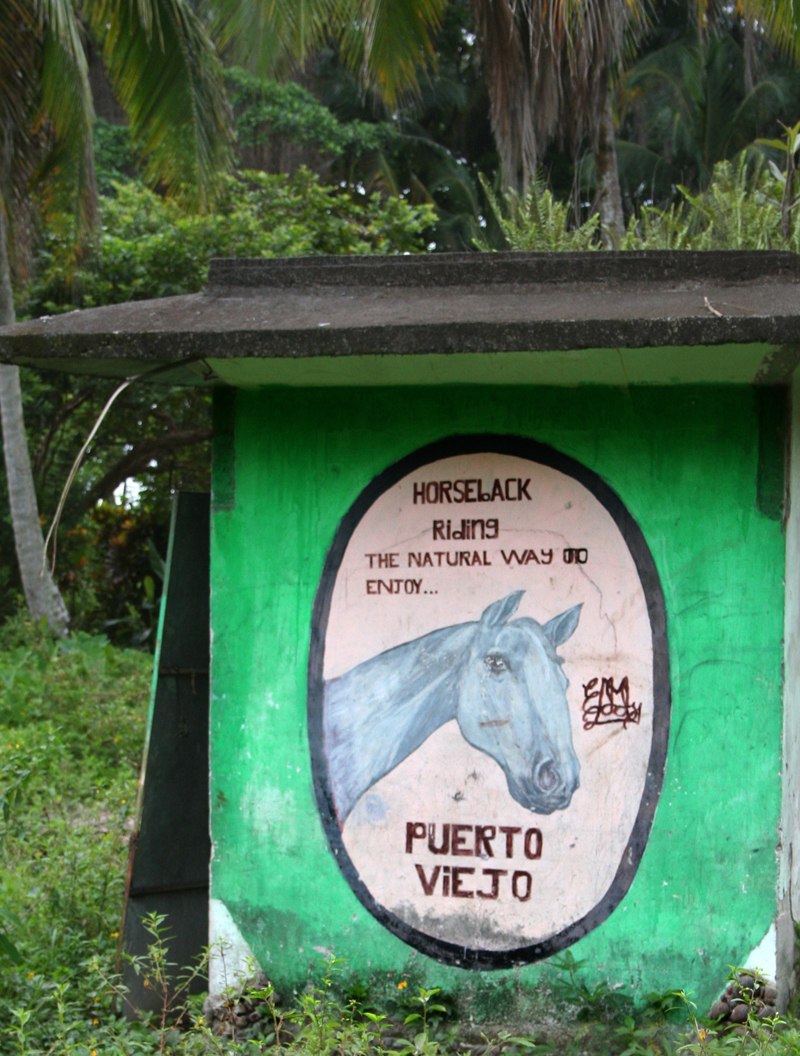 HORSEbACK
Riding
THE NATURAL WAY TO
ENJOY...
PUERTO
ViEJO